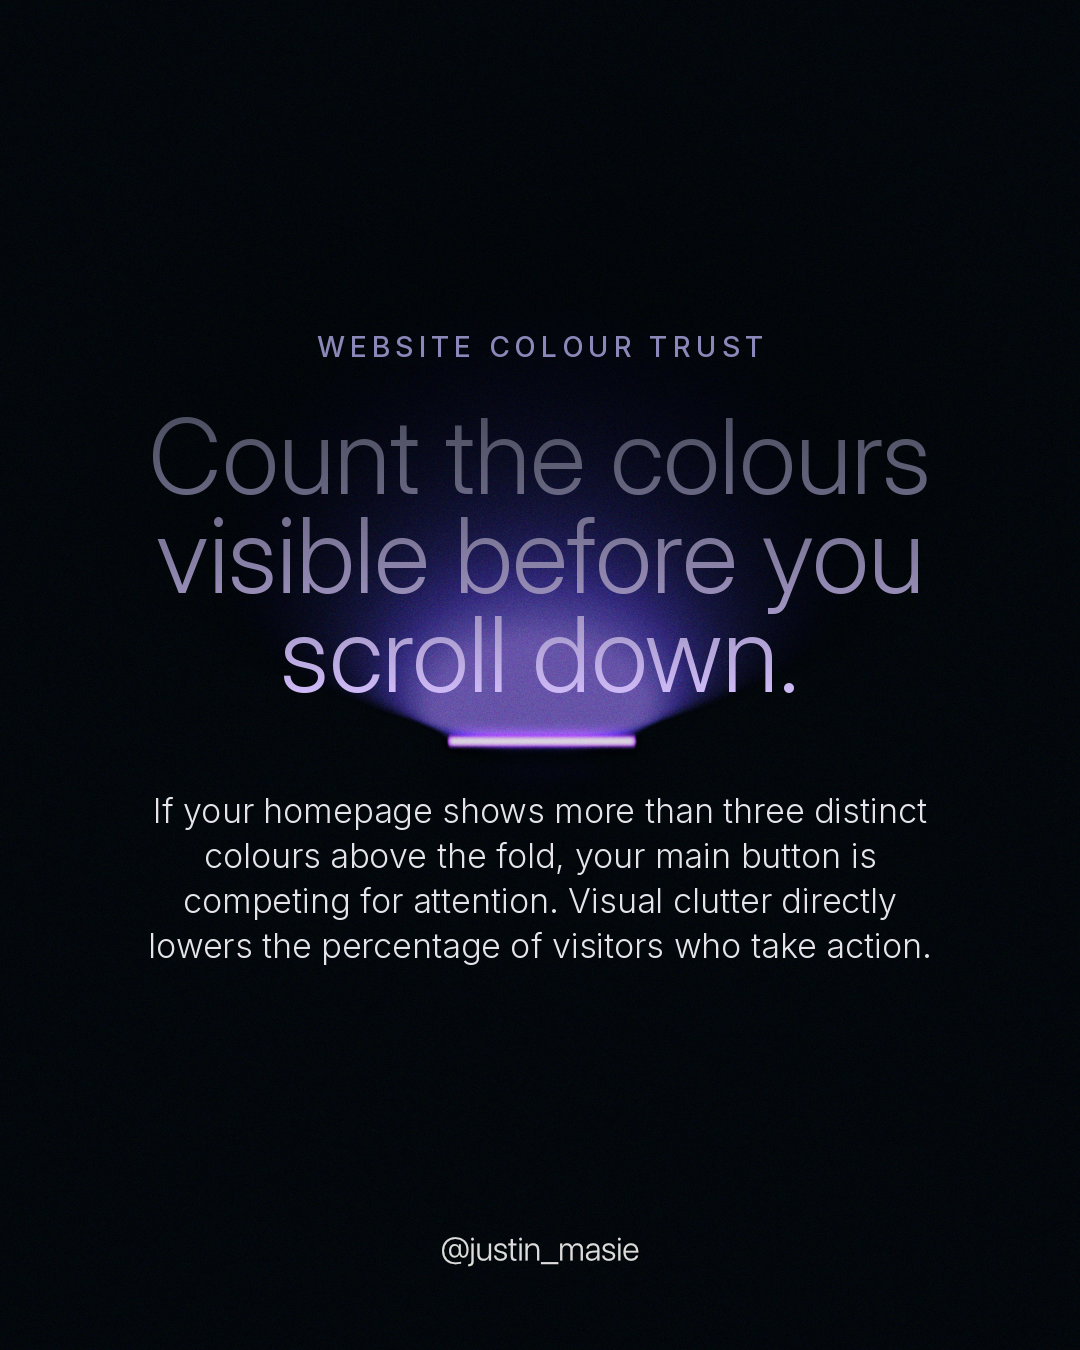 WEBSITE COLOUR TRUST
Count the colours
visible before you
scroll down.
If your homepage shows more than three distinct
colours above the fold, your main button is
competing for attention. Visual clutter directly
lowers the percentage of visitors who take action.
@justin_masie